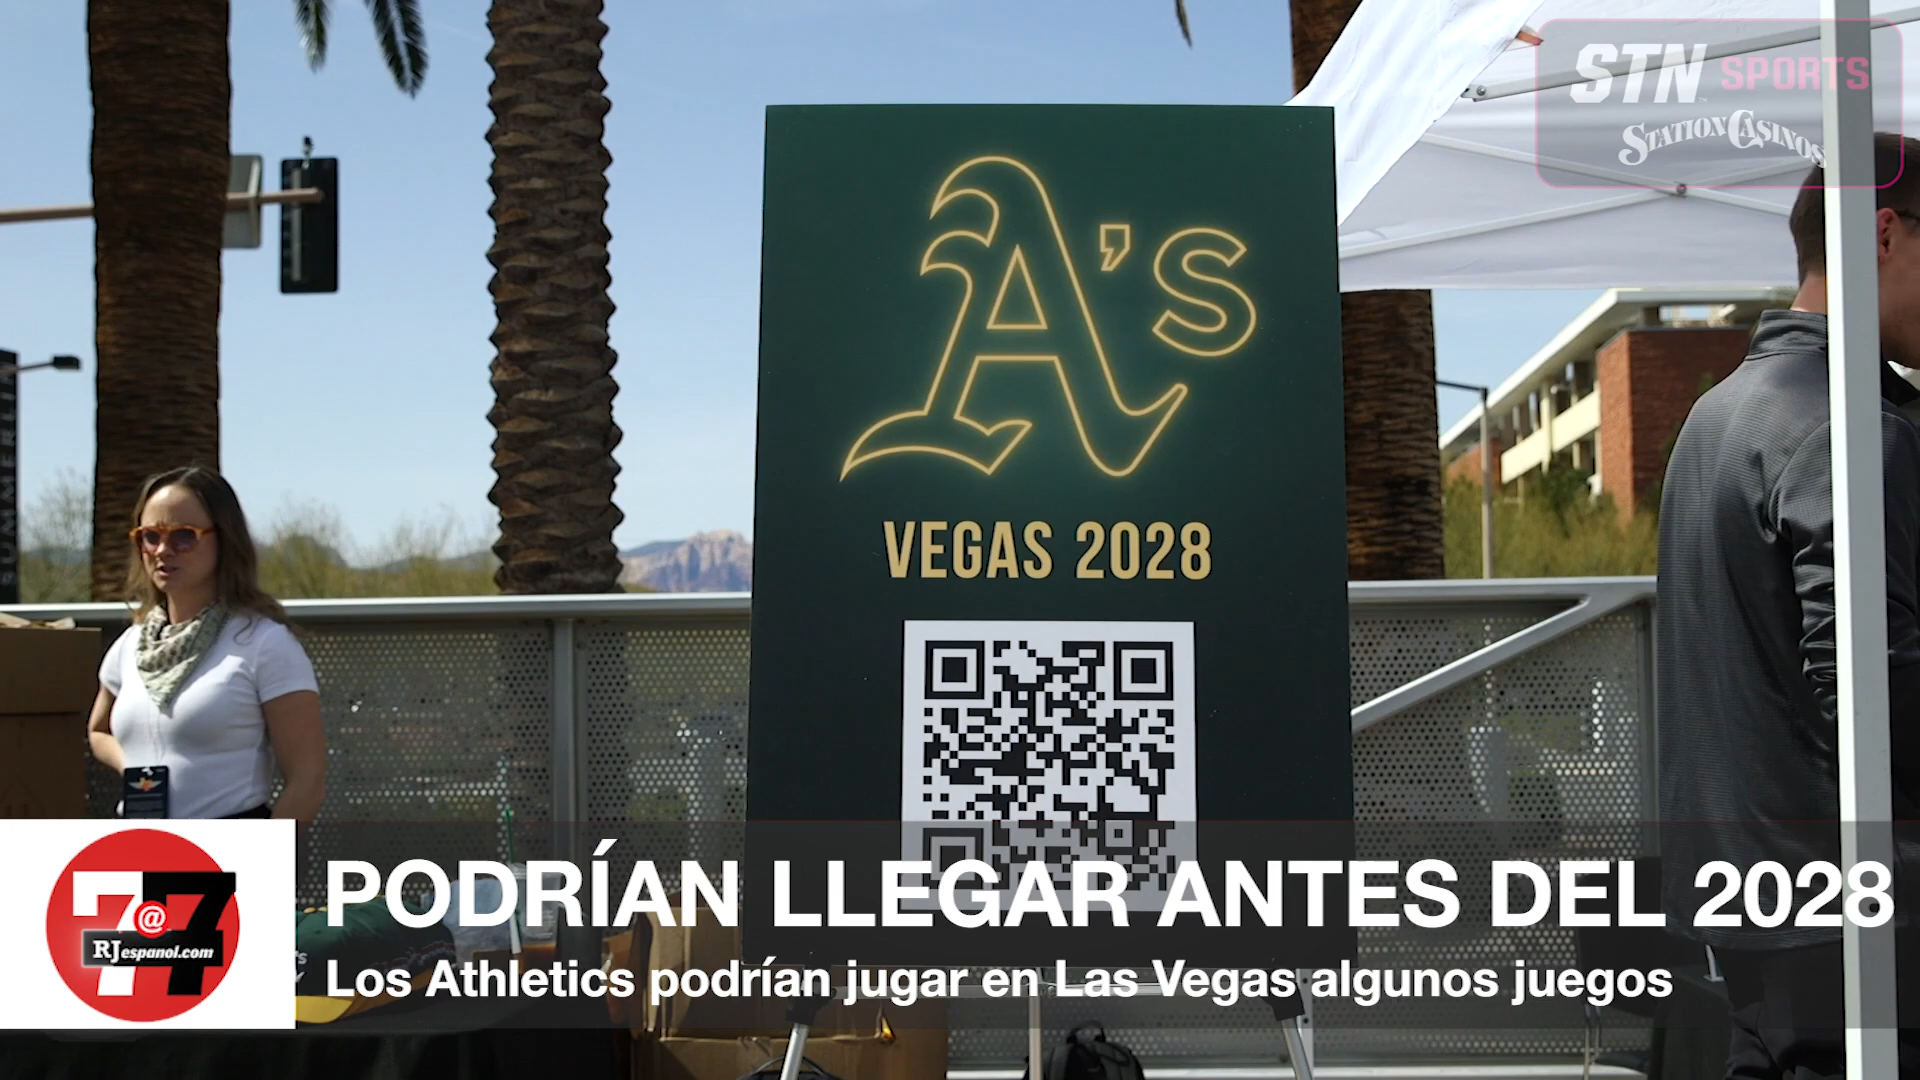 STN SPORTS
STATION CASINOS
A's
SUMMERLIN
VEGAS 2028
PODRÍAN LLEGAR ANTES DEL 2028
7@7
RJespanol.com
Los Athletics podrían jugar en Las Vegas algunos juegos